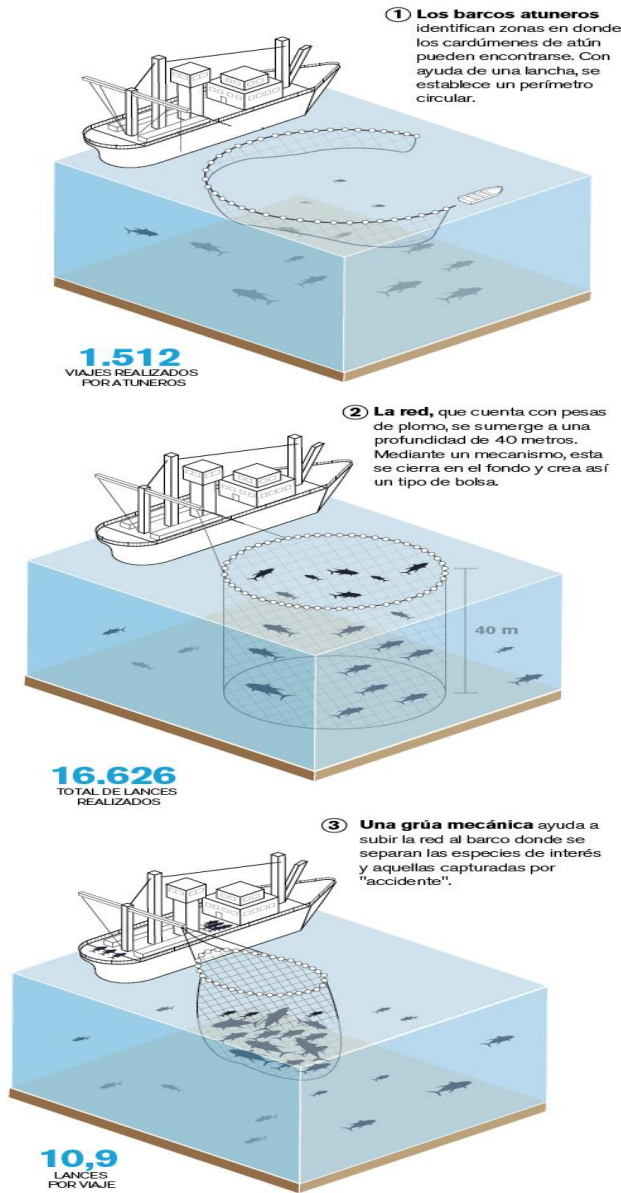 1 Los barcos atuneros
identifican zonas en donde
los cardúmenes de atún
pueden encontrarse. Con
ayuda de una lancha, se
establece un perímetro
circular.
1.512
VIAJES REALIZADOS
POR ATUNEROS
2 La red, que cuenta con pesas
de plomo, se sumerge a una
profundidad de 40 metros.
Mediante un mecanismo, esta
se cierra en el fondo y crea así
un tipo de bolsa.
40 m
16.626
TOTAL DE LANCES
REALIZADOS
3 Una grúa mecánica ayuda a
subir la red al barco donde se
separan las especies de interés
y aquellas capturadas por
"accidente".
10,9
LANCES
POR VIAJE